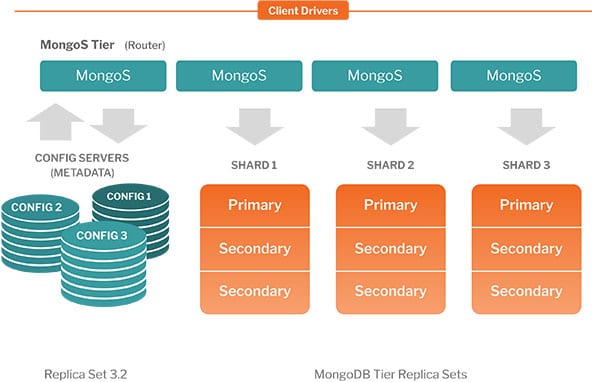 Client Drivers
MongoS Tier (Router)
MongoS
MongoS
MongoS
MongoS
CONFIG SERVERS
(METADATA)
SHARD 1
SHARD 2
SHARD 3
CONFIG 2
CONFIG 1
CONFIG 3
Primary
Primary
Primary
Secondary
Secondary
Secondary
Secondary
Secondary
Secondary
Replica Set 3.2
MongoDB Tier Replica Sets